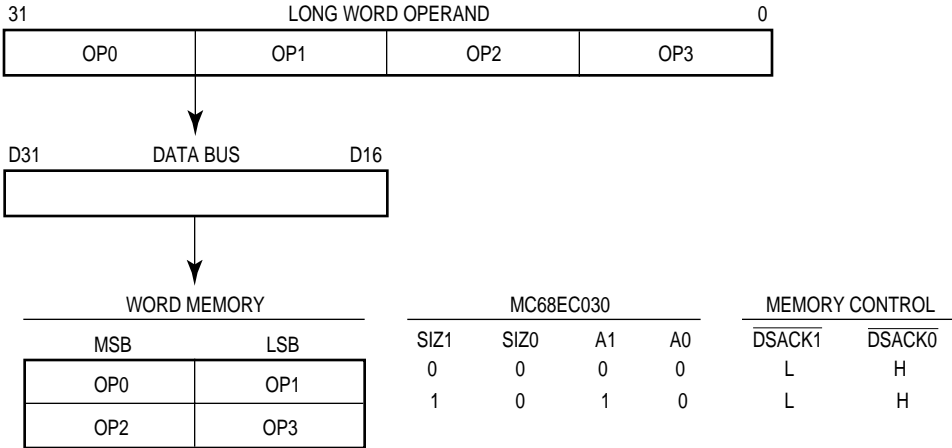 31 LONG WORD OPERAND 0
OP0 OP1 OP2 OP3
D31 DATA BUS D16
WORD MEMORY MC68EC030 MEMORY CONTROL
MSB LSB SIZ1 SIZ0 A1 A0 DSACK1 DSACK0
OP0 OP1 0 0 0 0 L H
OP2 OP3 1 0 1 0 L H